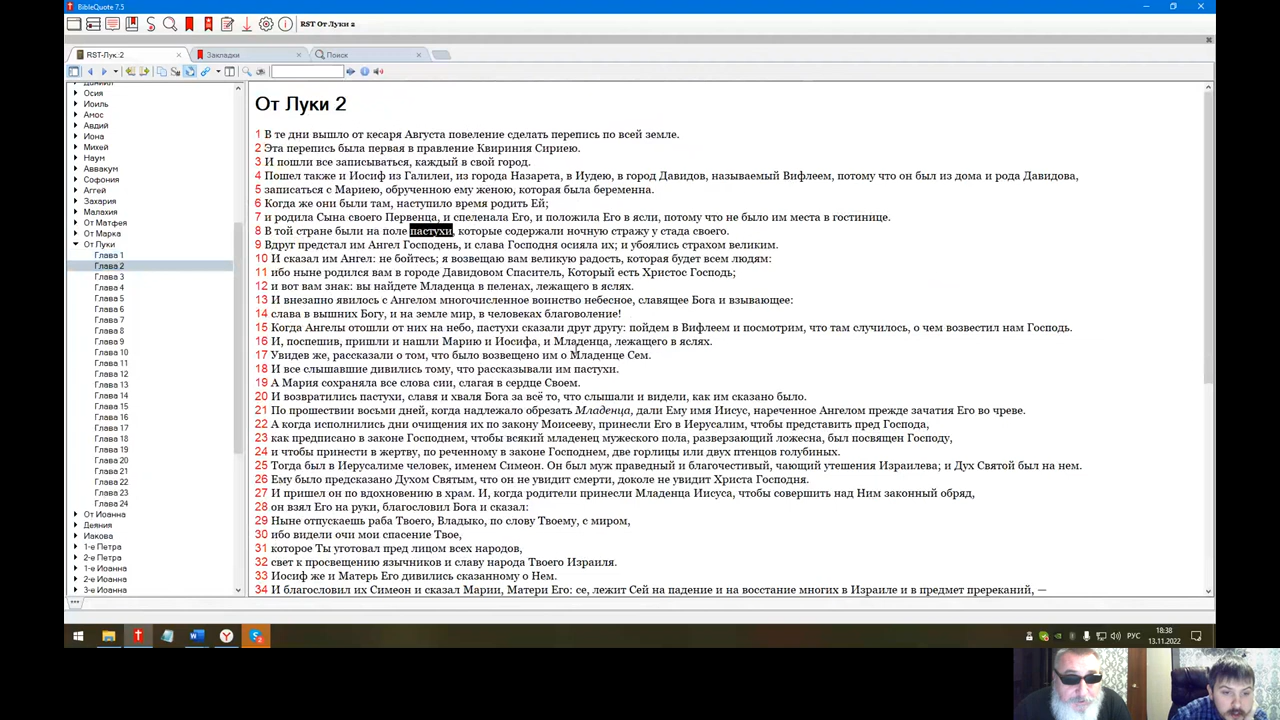 BibleQuote 7.5
RST От Луки 2
RST-Лук.:2
Закладки
Поиск
Даниил
Осия
Иоиль
Амос
Авдий
Иона
Михей
Наум
Аввакум
Софония
Аггей
Захария
Малахия
От Матфея
От Марка
От Луки
Глава 1
Глава 2
Глава 3
Глава 4
Глава 5
Глава 6
Глава 7
Глава 8
Глава 9
Глава 10
Глава 11
Глава 12
Глава 13
Глава 14
Глава 15
Глава 16
Глава 17
Глава 18
Глава 19
Глава 20
Глава 21
Глава 22
Глава 23
Глава 24
От Иоанна
Деяния
Иакова
1-е Петра
2-е Петра
1-е Иоанна
2-е Иоанна
3-е Иоанна
От Луки 2
1 В те дни вышло от кесаря Августа повеление сделать перепись по всей земле.
2 Эта перепись была первая в правление Квириния Сириею.
3 И пошли все записываться, каждый в свой город.
4 Пошел также и Иосиф из Галилеи, из города Назарета, в Иудею, в город Давидов, называемый Вифлеем, потому что он был из дома и рода Давидова,
5 записаться с Мариею, обрученною ему женою, которая была беременна.
6 Когда же они были там, наступило время родить Ей;
7 и родила Сына своего Первенца, и спеленала Его, и положила Его в ясли, потому что не было им места в гостинице.
8 В той стране были на поле пастухи, которые содержали ночную стражу у стада своего.
9 Вдруг предстал им Ангел Господень, и слава Господня осияла их; и убоялись страхом великим.
10 И сказал им Ангел: не бойтесь; я возвещаю вам великую радость, которая будет всем людям:
11 ибо ныне родился вам в городе Давидовом Спаситель, Который есть Христос Господь;
12 и вот вам знак: вы найдете Младенца в пеленах, лежащего в яслях.
13 И внезапно явилось с Ангелом многочисленное воинство небесное, славящее Бога и взывающее:
14 слава в вышних Богу, и на земле мир, в человеках благоволение!
15 Когда Ангелы отошли от них на небо, пастухи сказали друг другу: пойдем в Вифлеем и посмотрим, что там случилось, о чем возвестил нам Господь.
16 И, поспешив, пришли и нашли Марию и Иосифа, и Младенца, лежащего в яслях.
17 Увидев же, рассказали о том, что было возвещено им о Младенце Сем.
18 И все слышавшие дивились тому, что рассказывали им пастухи.
19 А Мария сохраняла все слова сии, слагая в сердце Своем.
20 И возвратились пастухи, славя и хваля Бога за всё то, что слышали и видели, как им сказано было.
21 По прошествии восьми дней, когда надлежало обрезать Младенца, дали Ему имя Иисус, нареченное Ангелом прежде зачатия Его во чреве.
22 А когда исполнились дни очищения их по закону Моисееву, принесли Его в Иерусалим, чтобы представить пред Господа,
23 как предписано в законе Господнем, чтобы всякий младенец мужеского пола, разверзающий ложесна, был посвящен Господу,
24 и чтобы принести в жертву, по реченному в законе Господнем, две горлицы или двух птенцов голубиных.
25 Тогда был в Иерусалиме человек, именем Симеон. Он был муж праведный и благочестивый, чающий утешения Израилева; и Дух Святой был на нем.
26 Ему было предсказано Духом Святым, что он не увидит смерти, доколе не увидит Христа Господня.
27 И пришел он по вдохновению в храм. И, когда родители принесли Младенца Иисуса, чтобы совершить над Ним законный обряд,
28 он взял Его на руки, благословил Бога и сказал:
29 Ныне отпускаешь раба Твоего, Владыко, по слову Твоему, с миром,
30 ибо видели очи мои спасение Твое,
31 которое Ты уготовал пред лицом всех народов,
32 свет к просвещению язычников и славу народа Твоего Израиля.
33 Иосиф же и Матерь Его дивились сказанному о Нем.
34 И благословил их Симеон и сказал Марии, Матери Его: се, лежит Сей на падение и на восстание многих в Израиле и в предмет пререканий, —
РУС
18:38
13.11.2022